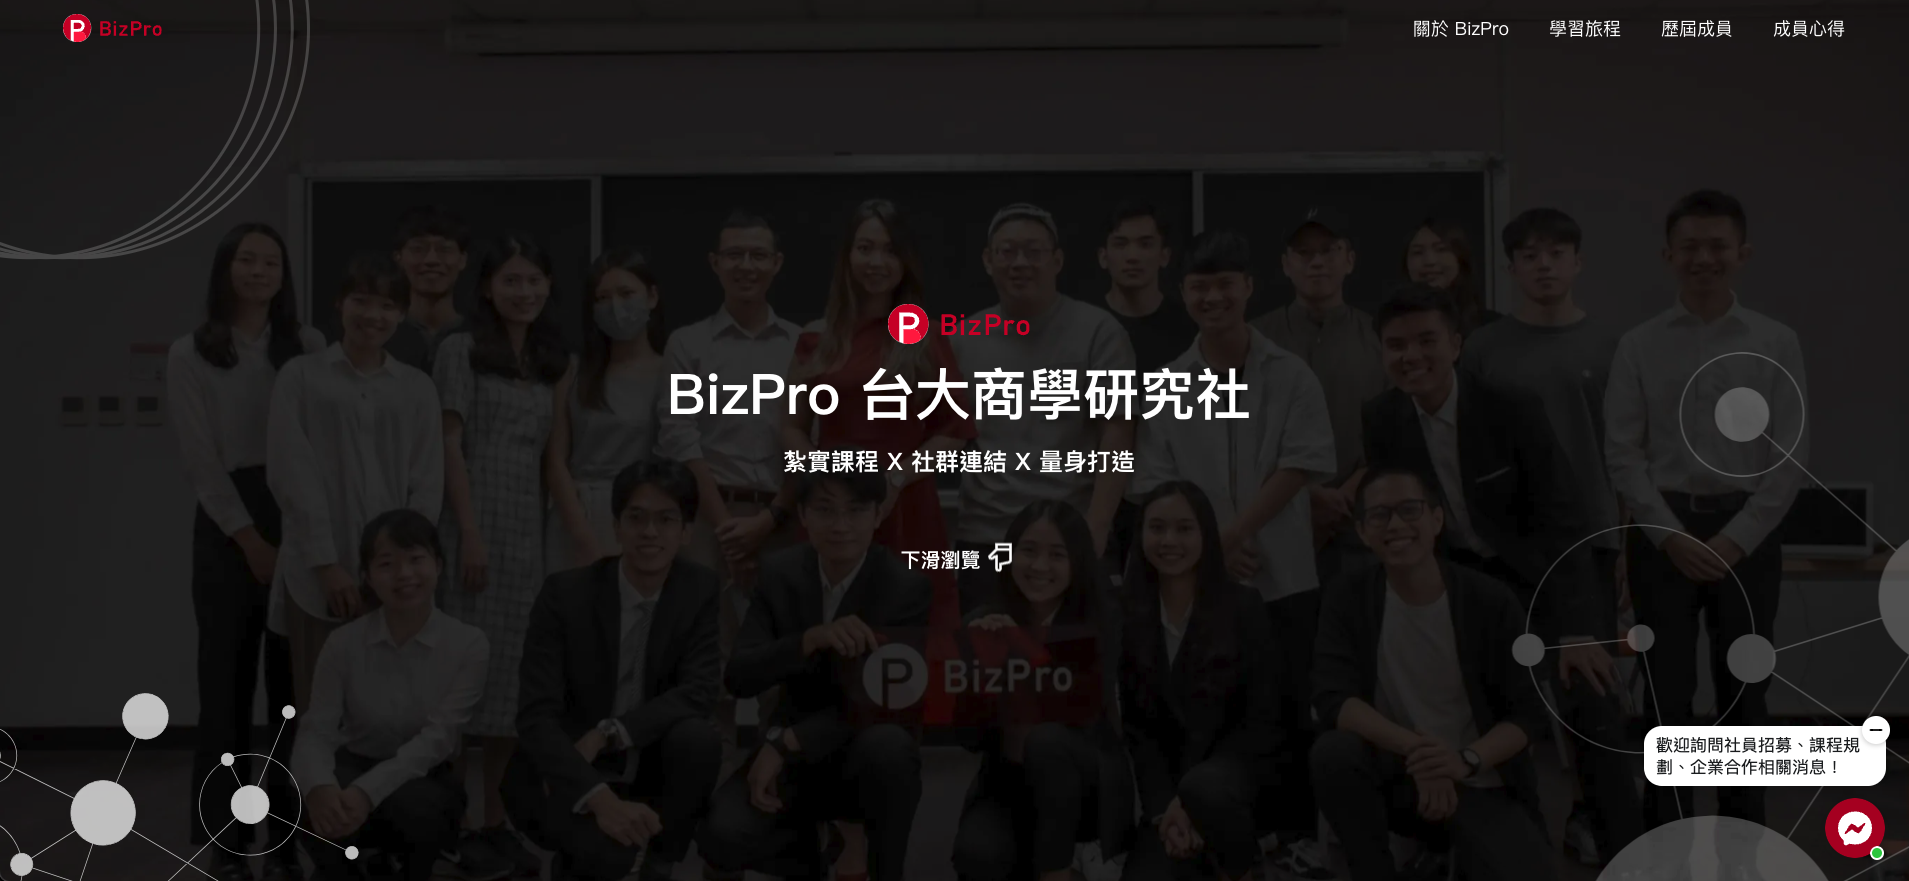 BizPro
關於 BizPro
學習旅程
歷屆成員
成員心得
BizPro
BizPro 台大商學研究社
紮實課程 X 社群連結 X 量身打造
下滑瀏覽
BizPro
歡迎詢問社員招募、課程規
劃、企業合作相關消息！